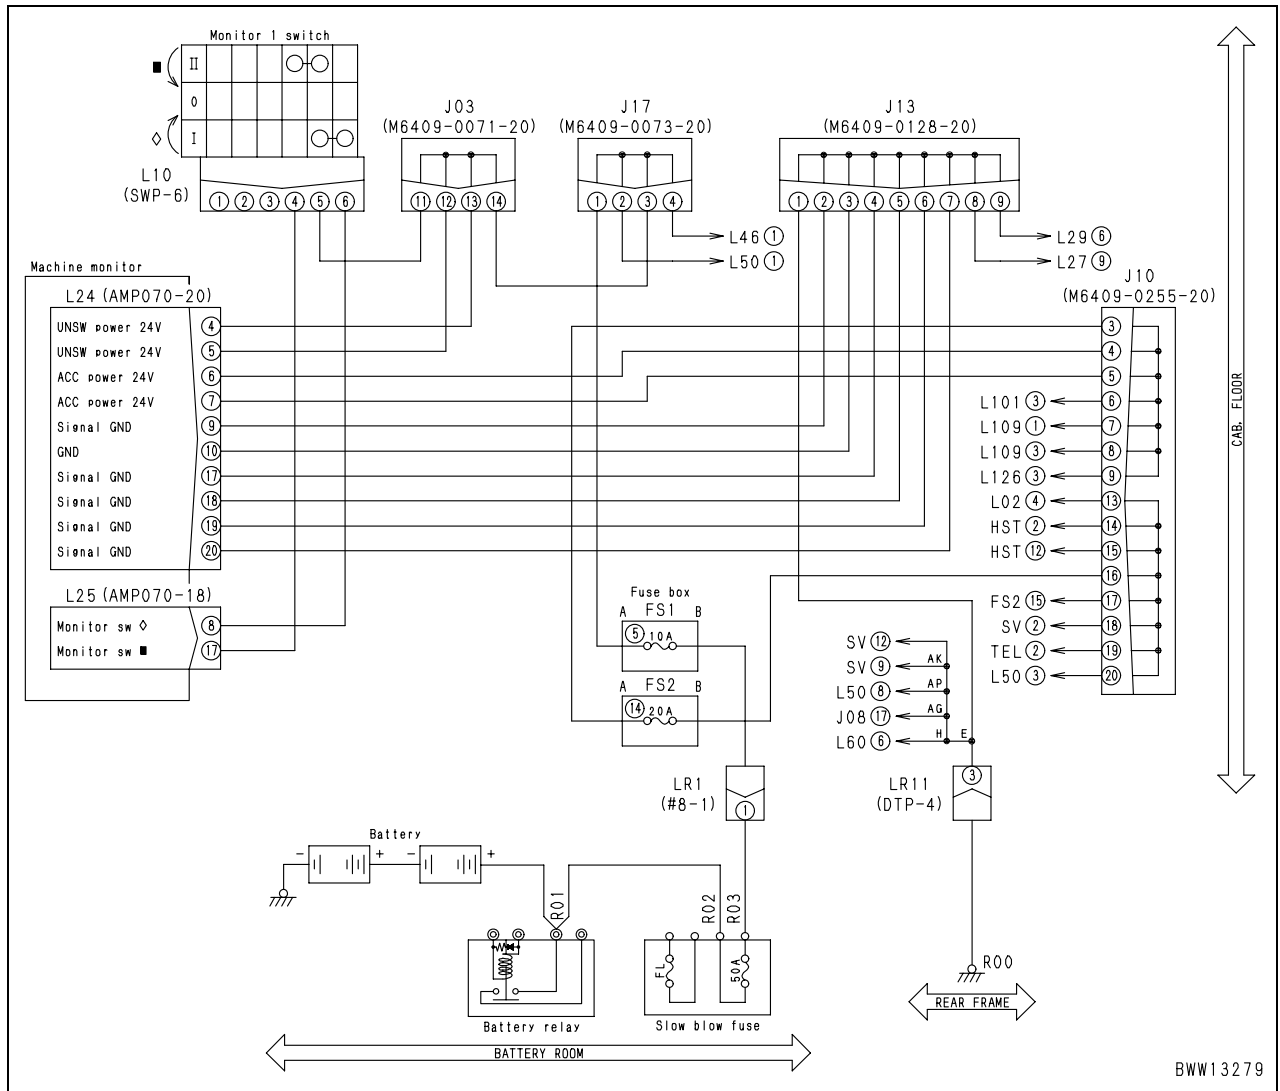 Monitor 1 switch
■ II
0
◇ I
L10
(SWP-6)
① ② ③ ④ ⑤ ⑥
J03
(M6409-0071-20)
⑪ ⑫ ⑬ ⑭
J17
(M6409-0073-20)
① ② ③ ④
J13
(M6409-0128-20)
① ② ③ ④ ⑤ ⑥ ⑦ ⑧ ⑨
L46 ①
L50 ①
L29 ⑥
L27 ⑨
J10
(M6409-0255-20)
Machine monitor
L24 (AMP070-20)
UNSW power 24V ④
UNSW power 24V ⑤
ACC power 24V ⑥
ACC power 24V ⑦
Signal GND ⑨
GND ⑩
Signal GND ⑰
Signal GND ⑱
Signal GND ⑲
Signal GND ⑳
L25 (AMP070-18)
Monitor sw ◇ ⑧
Monitor sw ■ ⑰
③
④
⑤
L101 ③ ⑥
L109 ① ⑦
L109 ③ ⑧
L126 ③ ⑨
L02 ④ ⑬
HST ② ⑭
HST ⑫ ⑮
⑯
FS2 ⑮ ⑰
SV ② ⑱
TEL ② ⑲
L50 ③ ⑳
CAB. FLOOR
Fuse box
A FS1 B
⑤ 10A
A FS2 B
⑭ 20A
SV ⑫
SV ⑨ AK
L50 ⑧ AP
J08 ⑰ AG
L60 ⑥ H E
LR1
(#8-1)
①
LR11
(DTP-4)
③
Battery
- + - +
R01
R02
R03
FL
50A
Battery relay
Slow blow fuse
R00
REAR FRAME
BATTERY ROOM
BWW13279